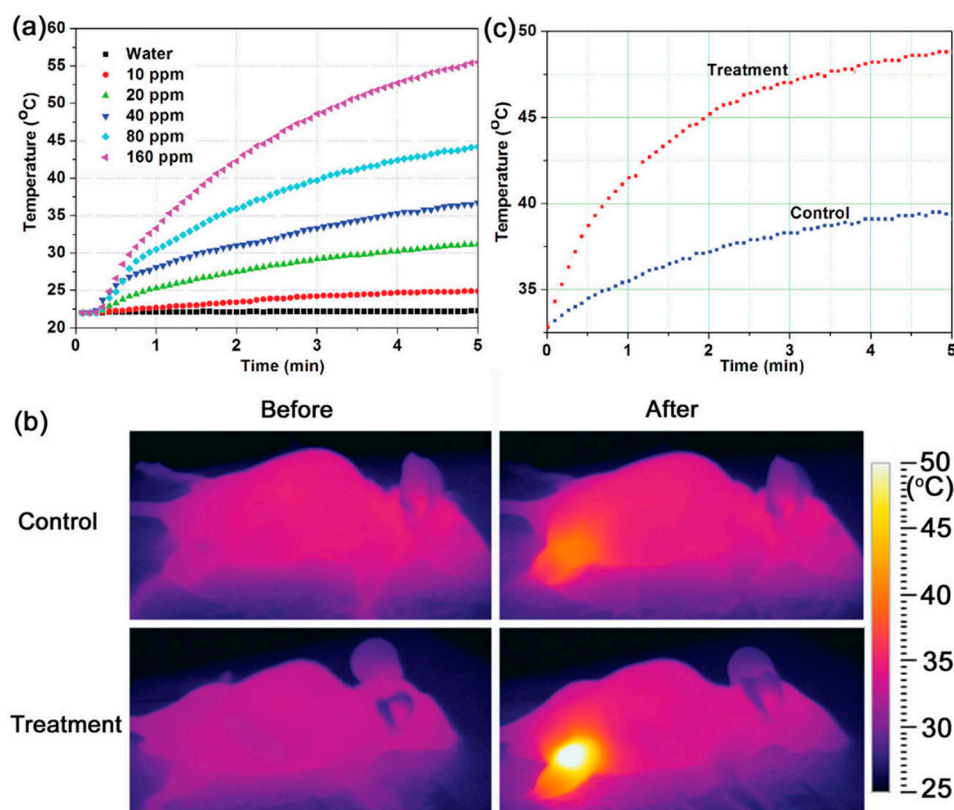 (a)
60
55
50
45
40
35
30
25
20
Temperature (°C)
Water
10 ppm
20 ppm
40 ppm
80 ppm
160 ppm
0 1 2 3 4 5
Time (min)
(c)
50
45
40
35
Temperature (°C)
Treatment
Control
0 1 2 3 4 5
Time (min)
(b)
Before After
Control
Treatment
50
(°C)
45
40
35
30
25